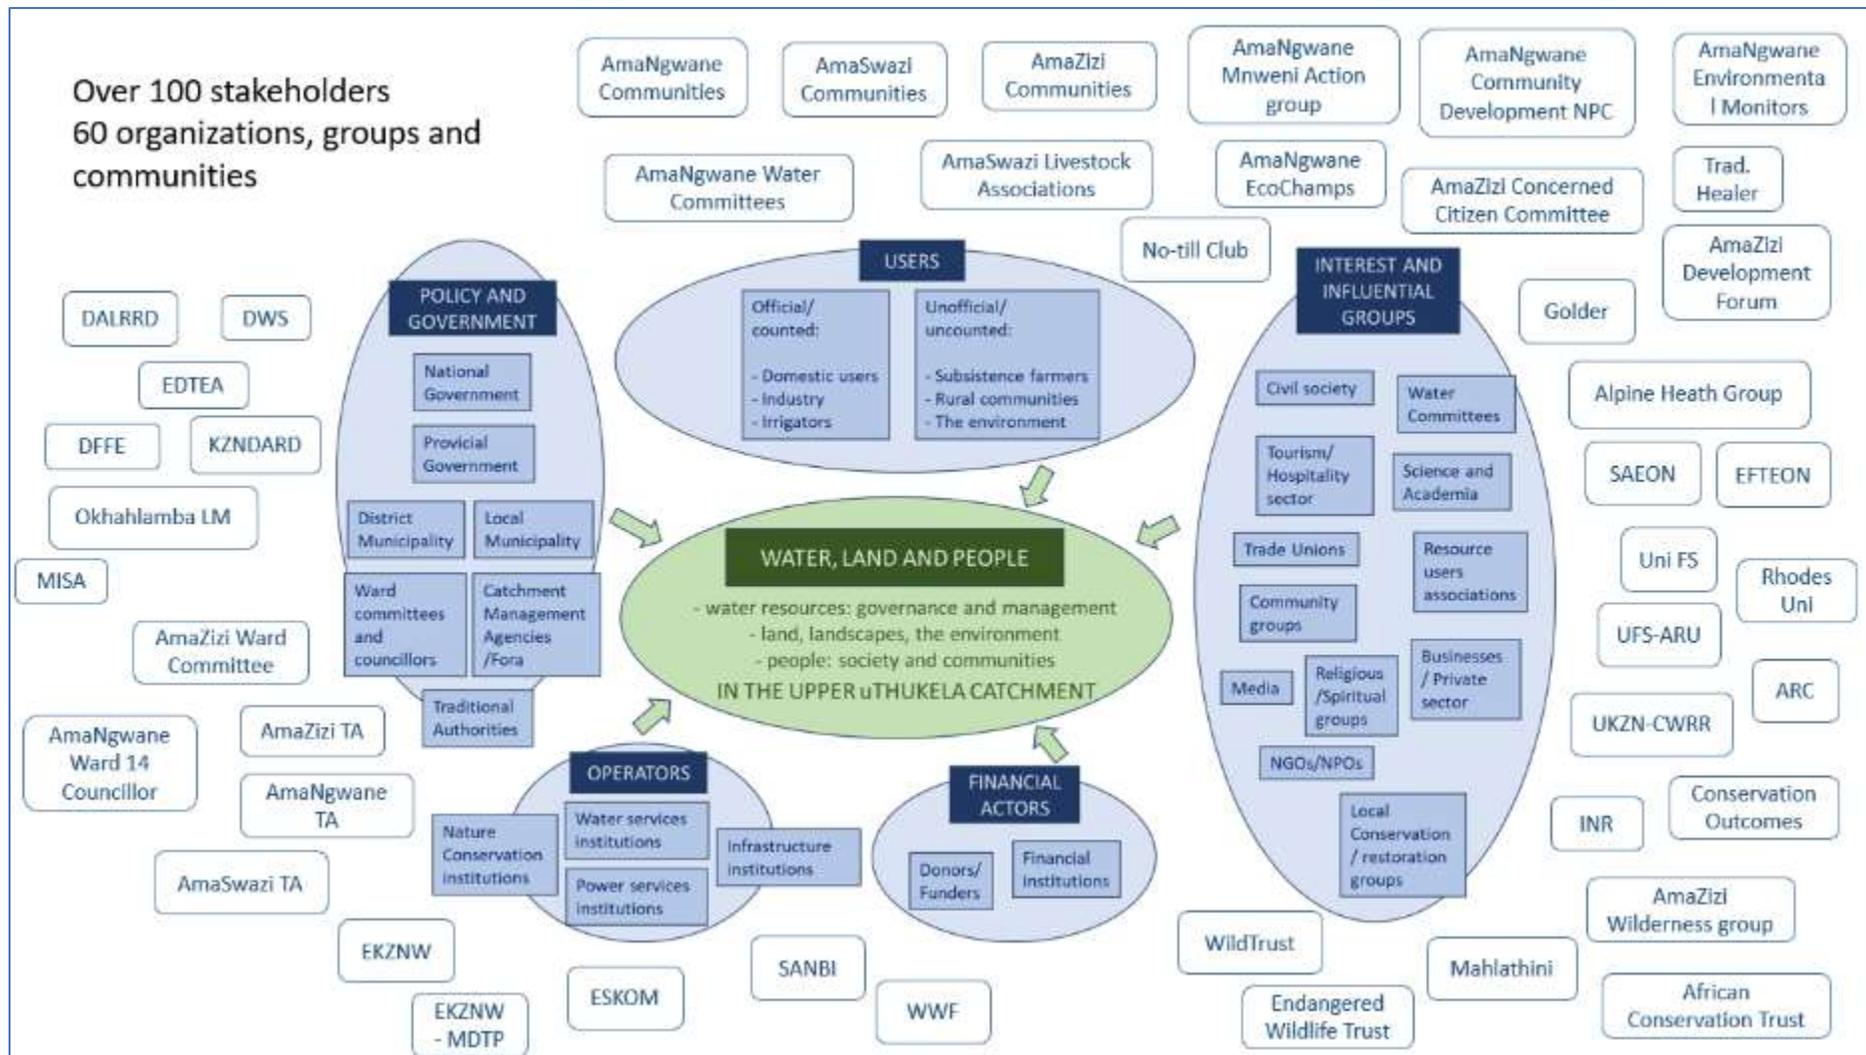 Over 100 stakeholders
60 organizations, groups and
communities
AmaNgwane
Communities
AmaSwazi
Communities
AmaZizi
Communities
AmaNgwane
Mnweni Action
group
AmaNgwane
Community
Development NPC
AmaNgwane
Environmenta
l Monitors
AmaNgwane Water
Committees
AmaSwazi Livestock
Associations
AmaNgwane
EcoChamps
AmaZizi Concerned
Citizen Committee
Trad.
Healer
No-till Club
AmaZizi
Development
Forum
Golder
Alpine Heath Group
SAEON
EFTEON
Uni FS
Rhodes
Uni
UFS-ARU
ARC
UKZN-CWRR
INR
Conservation
Outcomes
AmaZizi
Wilderness group
WildTrust
Mahlathini
Endangered
Wildlife Trust
African
Conservation Trust
DALRRD
DWS
EDTEA
DFFE
KZNDARD
Okhahlamba LM
MISA
AmaZizi Ward
Committee
AmaNgwane
Ward 14
Councillor
AmaZizi TA
AmaNgwane
TA
AmaSwazi TA
EKZNW
EKZNW
- MDTP
ESKOM
SANBI
WWF
POLICY AND
GOVERNMENT
National
Government
Provicial
Government
District
Municipality
Local
Municipality
Ward
committees
and
councillors
Catchment
Management
Agencies
/Fora
Traditional
Authorities
USERS
Official/
counted:
- Domestic users
- Industry
- Irrigators
Unofficial/
uncounted:
- Subsistence farmers
- Rural communities
- The environment
INTEREST AND
INFLUENTIAL
GROUPS
Civil society
Water
Committees
Tourism/
Hospitality
sector
Science and
Academia
Trade Unions
Resource
users
associations
Community
groups
Media
Religious
/Spiritual
groups
Businesses
/ Private
sector
NGOs/NPOs
Local
Conservation
/ restoration
groups
WATER, LAND AND PEOPLE
- water resources: governance and management
- land, landscapes, the environment
- people: society and communities
IN THE UPPER uTHUKELA CATCHMENT
OPERATORS
Nature
Conservation
institutions
Water services
institutions
Power services
institutions
Infrastructure
institutions
FINANCIAL
ACTORS
Donors/
Funders
Financial
institutions